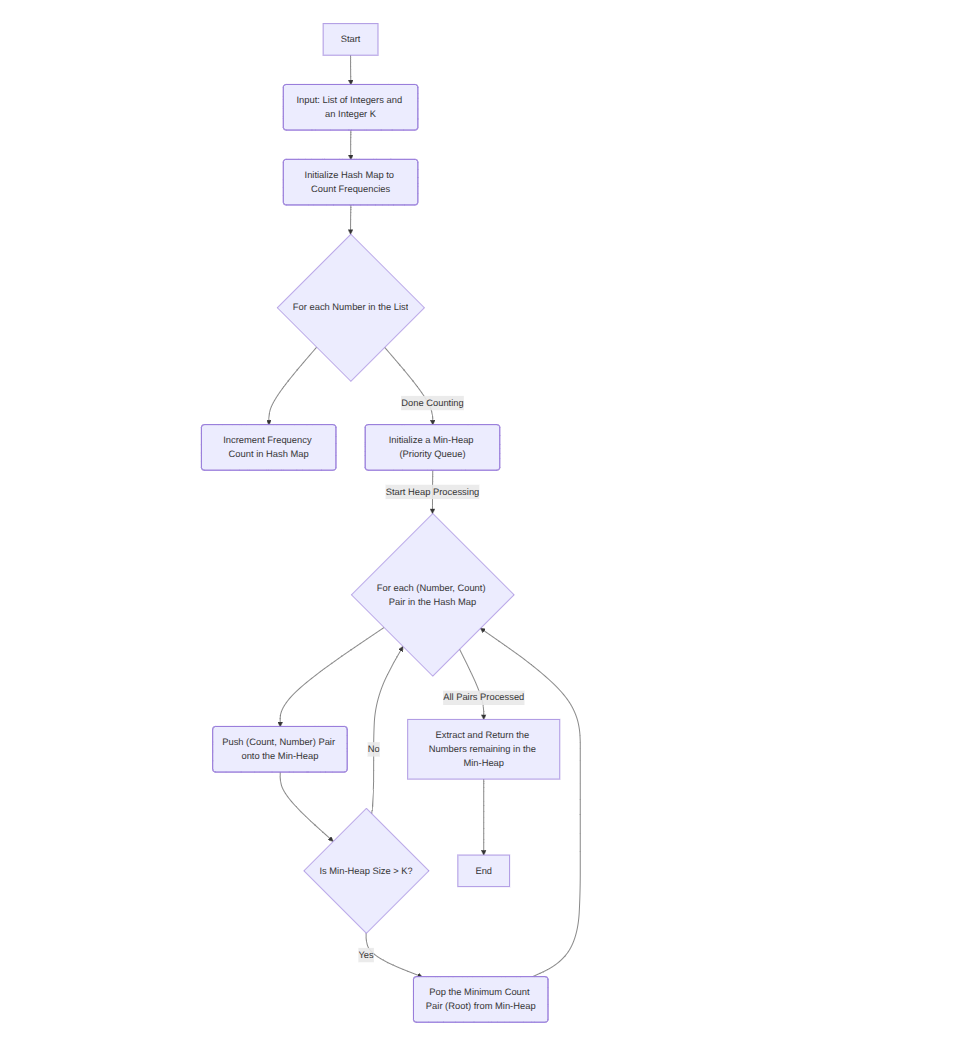 Start
Input: List of Integers and
an Integer K
Initialize Hash Map to
Count Frequencies
For each Number in the List
Done Counting
Increment Frequency
Count in Hash Map
Initialize a Min-Heap
(Priority Queue)
Start Heap Processing
For each (Number, Count)
Pair in the Hash Map
All Pairs Processed
Push (Count, Number) Pair
onto the Min-Heap
No
Extract and Return the
Numbers remaining in the
Min-Heap
Is Min-Heap Size > K?
End
Yes
Pop the Minimum Count
Pair (Root) from Min-Heap